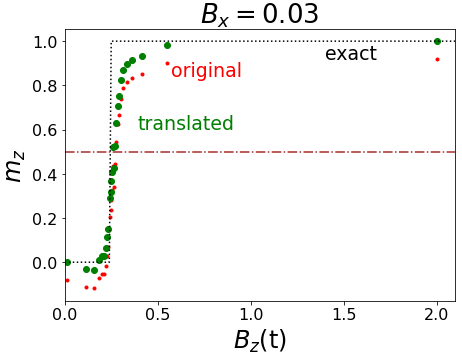 B_x = 0.03
1.0
0.8
0.6
0.4
0.2
0.0
m_z
exact
original
translated
0.0 0.5 1.0 1.5 2.0
B_z(t)